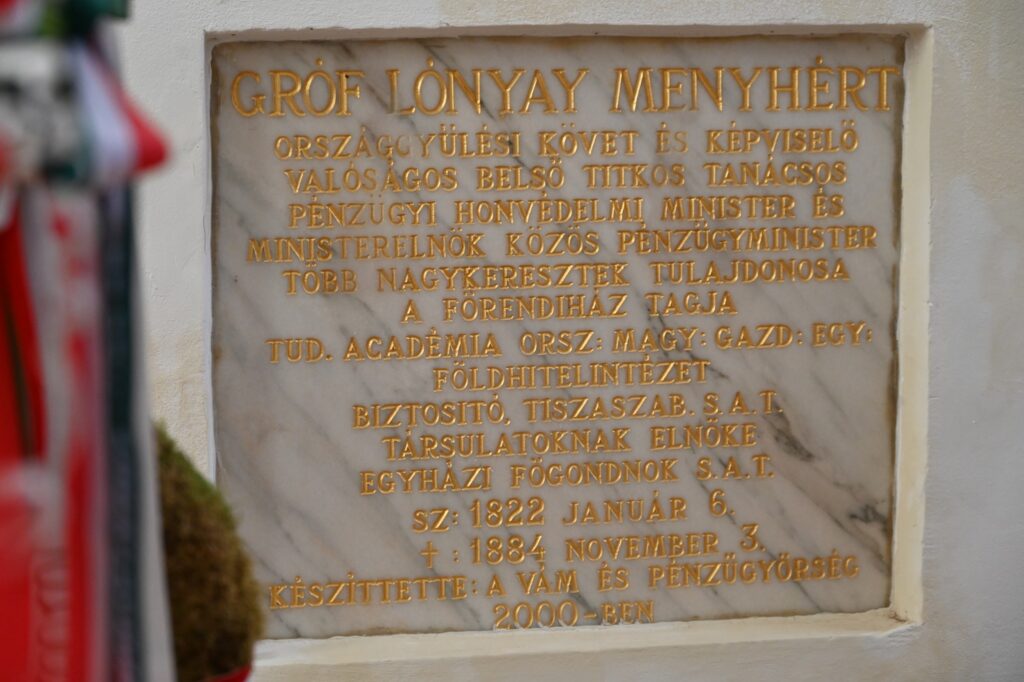 GRÓF LÓNYAY MENYHÉRT
ORSZÁGGYÜLÉSI KÖVET ÉS KÉPVISELŐ
VALÓSÁGOS BELSŐ TITKOS TANÁCSOS
PÉNZÜGYI HONVÉDELMI MINISTER ÉS
MINISTERELNÖK KÖZÖS PÉNZÜGYMINISTER
TÖBB NAGYKERESZTEK TULAJDONOSA
A FŐRENDIHÁZ TAGJA
TUD. ACADÉMIA ORSZ: MAGY: GAZD: EGY:
FÖLDHITELINTÉZET
BIZTOSITÓ, TISZASZAB. S.A.T.
TÁRSULATOKNAK ELNÖKE
EGYHÁZI FŐGONDNOK S.A.T.
SZ: 1822 JANUÁR 6.
† : 1884 NOVEMBER 3.
KÉSZÍTTETTE: A VÁM ÉS PÉNZÜGYŐRSÉG
2000-BEN